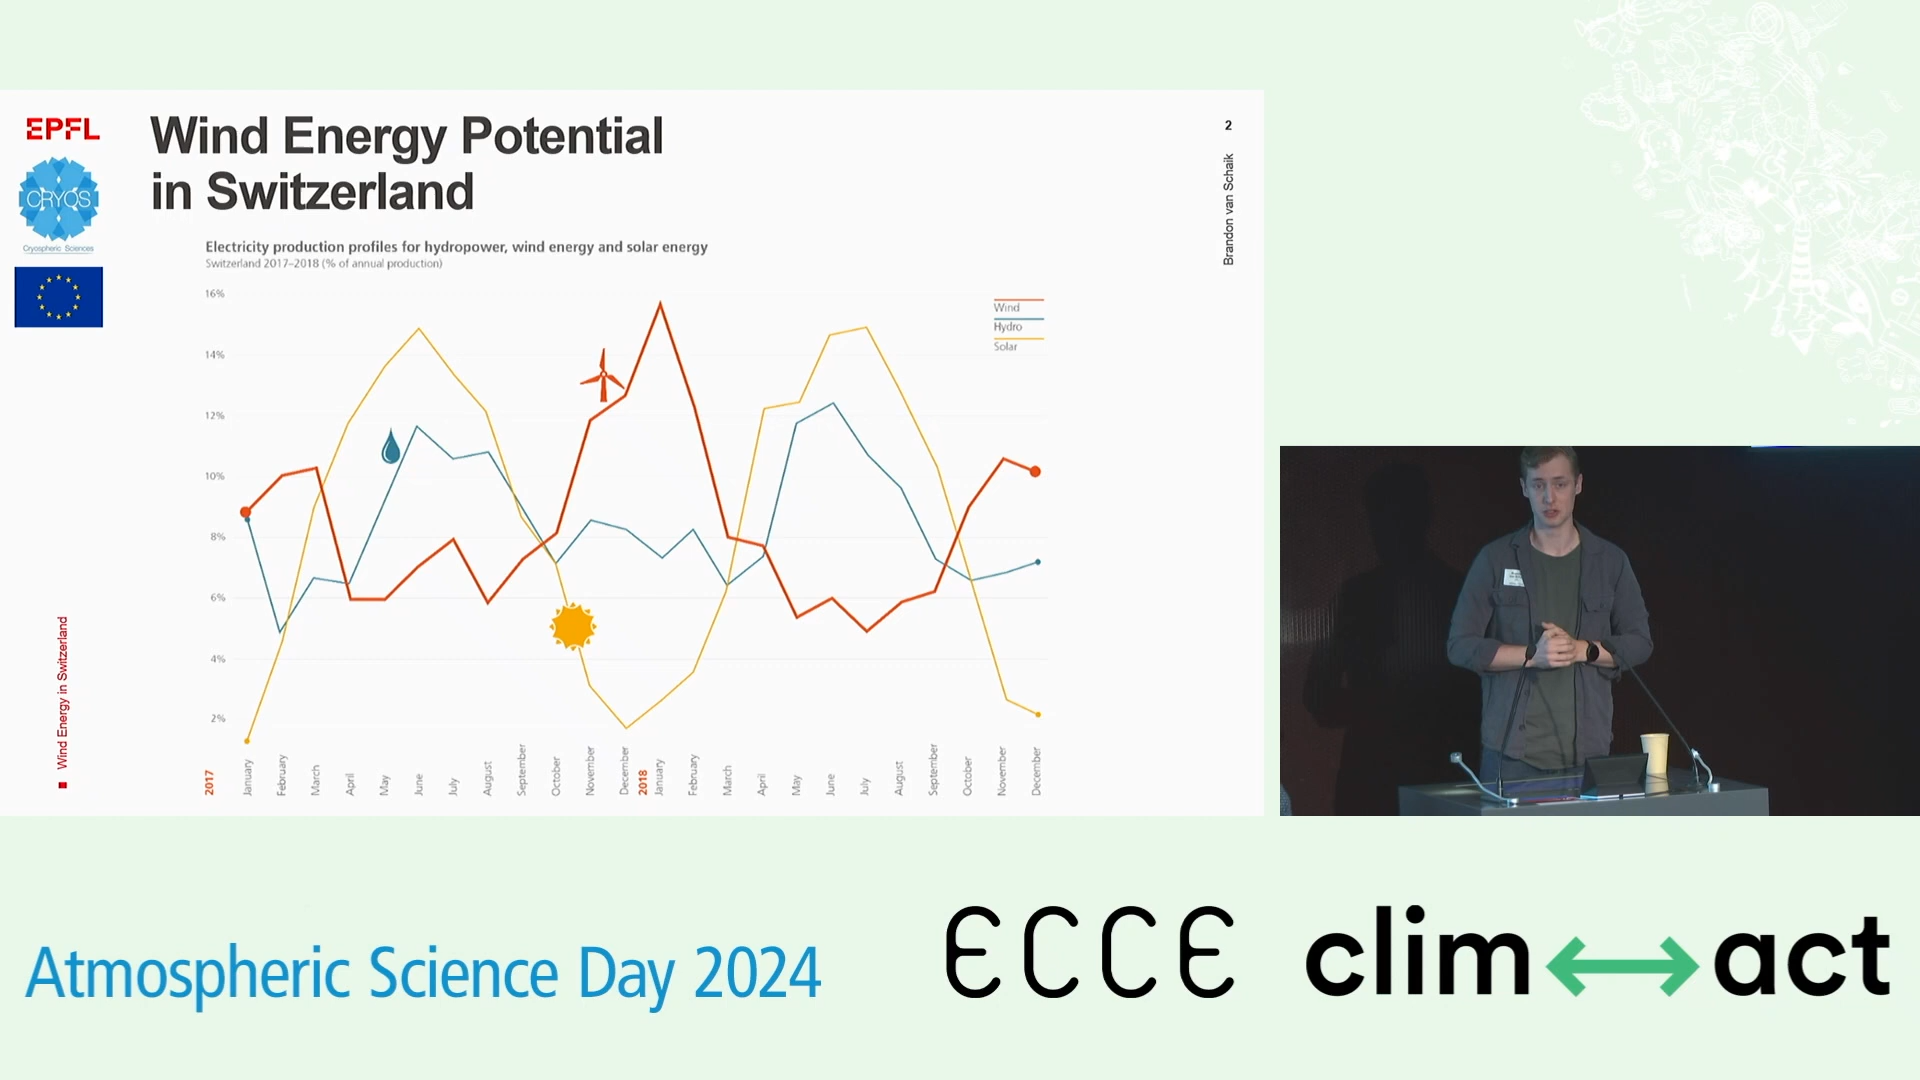 EPFL
CRYOS
Cryospheric Sciences
Wind Energy Potential
in Switzerland
2
Brandon van Schaik
Electricity production profiles for hydropower, wind energy and solar energy
Switzerland 2017–2018 (% of annual production)
16%
14%
12%
10%
8%
6%
4%
2%
Wind
Hydro
Solar
2017
January
February
March
April
May
June
July
August
September
October
November
December
2018
January
February
March
April
May
June
July
August
September
October
November
December
Wind Energy in Switzerland
Atmospheric Science Day 2024
ECCE
clim act